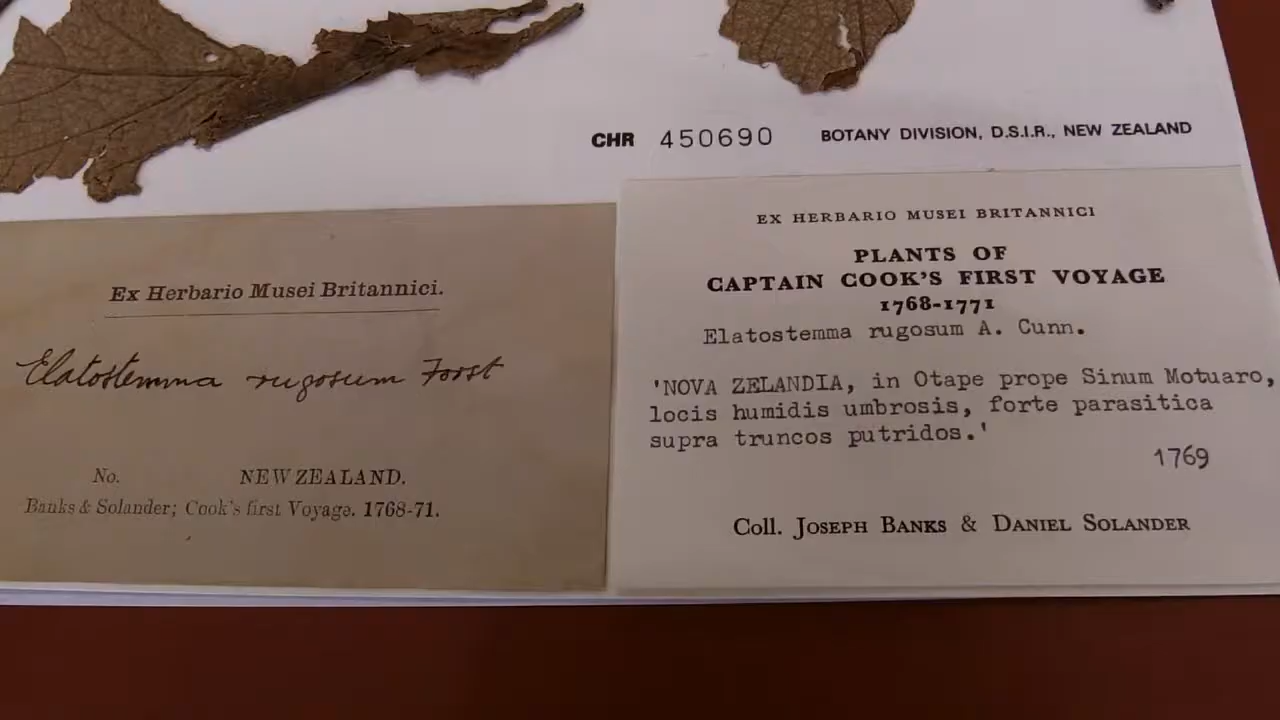 CHR 450690 BOTANY DIVISION, D.S.I.R., NEW ZEALAND
Ex Herbario Musei Britannici.
Elatostemma rugosum Forst
No. NEW ZEALAND.
Banks & Solander; Cook's first Voyage. 1768-71.
EX HERBARIO MUSEI BRITANNICI
PLANTS OF
CAPTAIN COOK'S FIRST VOYAGE
1768-1771
Elatostemma rugosum A. Cunn.
'NOVA ZELANDIA, in Otape prope Sinum Motuaro,
locis humidis umbrosis, forte parasitica
supra truncos putridos.'
1769
Coll. JOSEPH BANKS & DANIEL SOLANDER